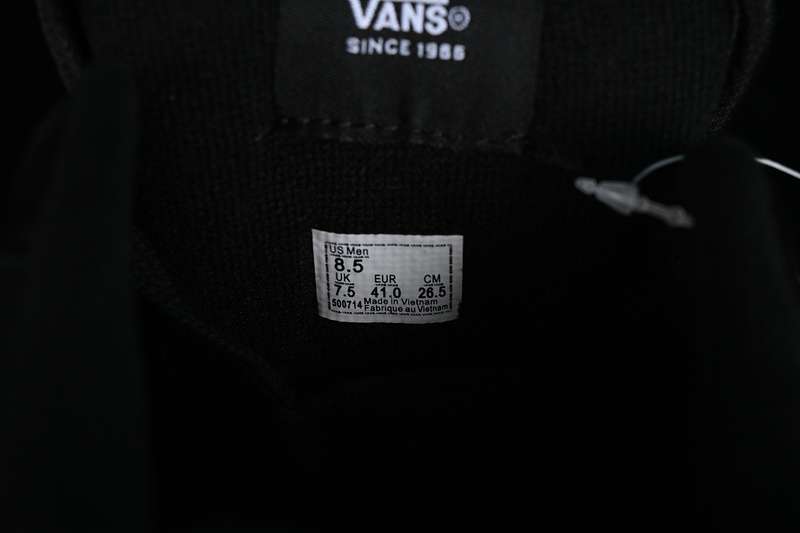 VANS®
SINCE 1966
US Men
8.5
UK EUR CM
7.5 41.0 26.5
500714 Made in Vietnam
Fabrique au Vietnam